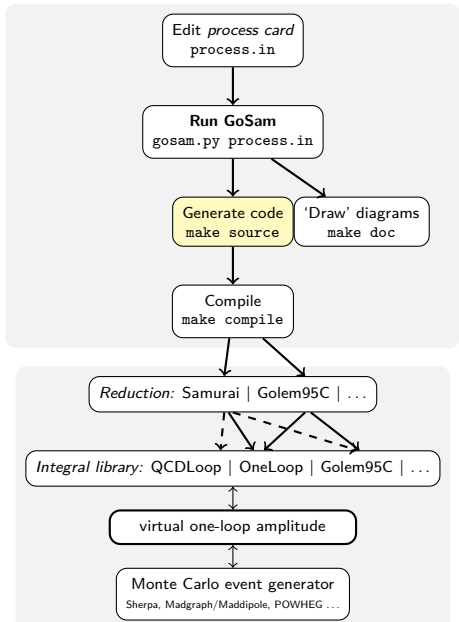 Edit process card
process.in
Run GoSam
gosam.py process.in
Generate code
make source
‘Draw’ diagrams
make doc
Compile
make compile
Reduction: Samurai | Golem95C | ...
Integral library: QCDLoop | OneLoop | Golem95C | ...
virtual one-loop amplitude
Monte Carlo event generator
Sherpa, Madgraph/Maddipole, POWHEG ...